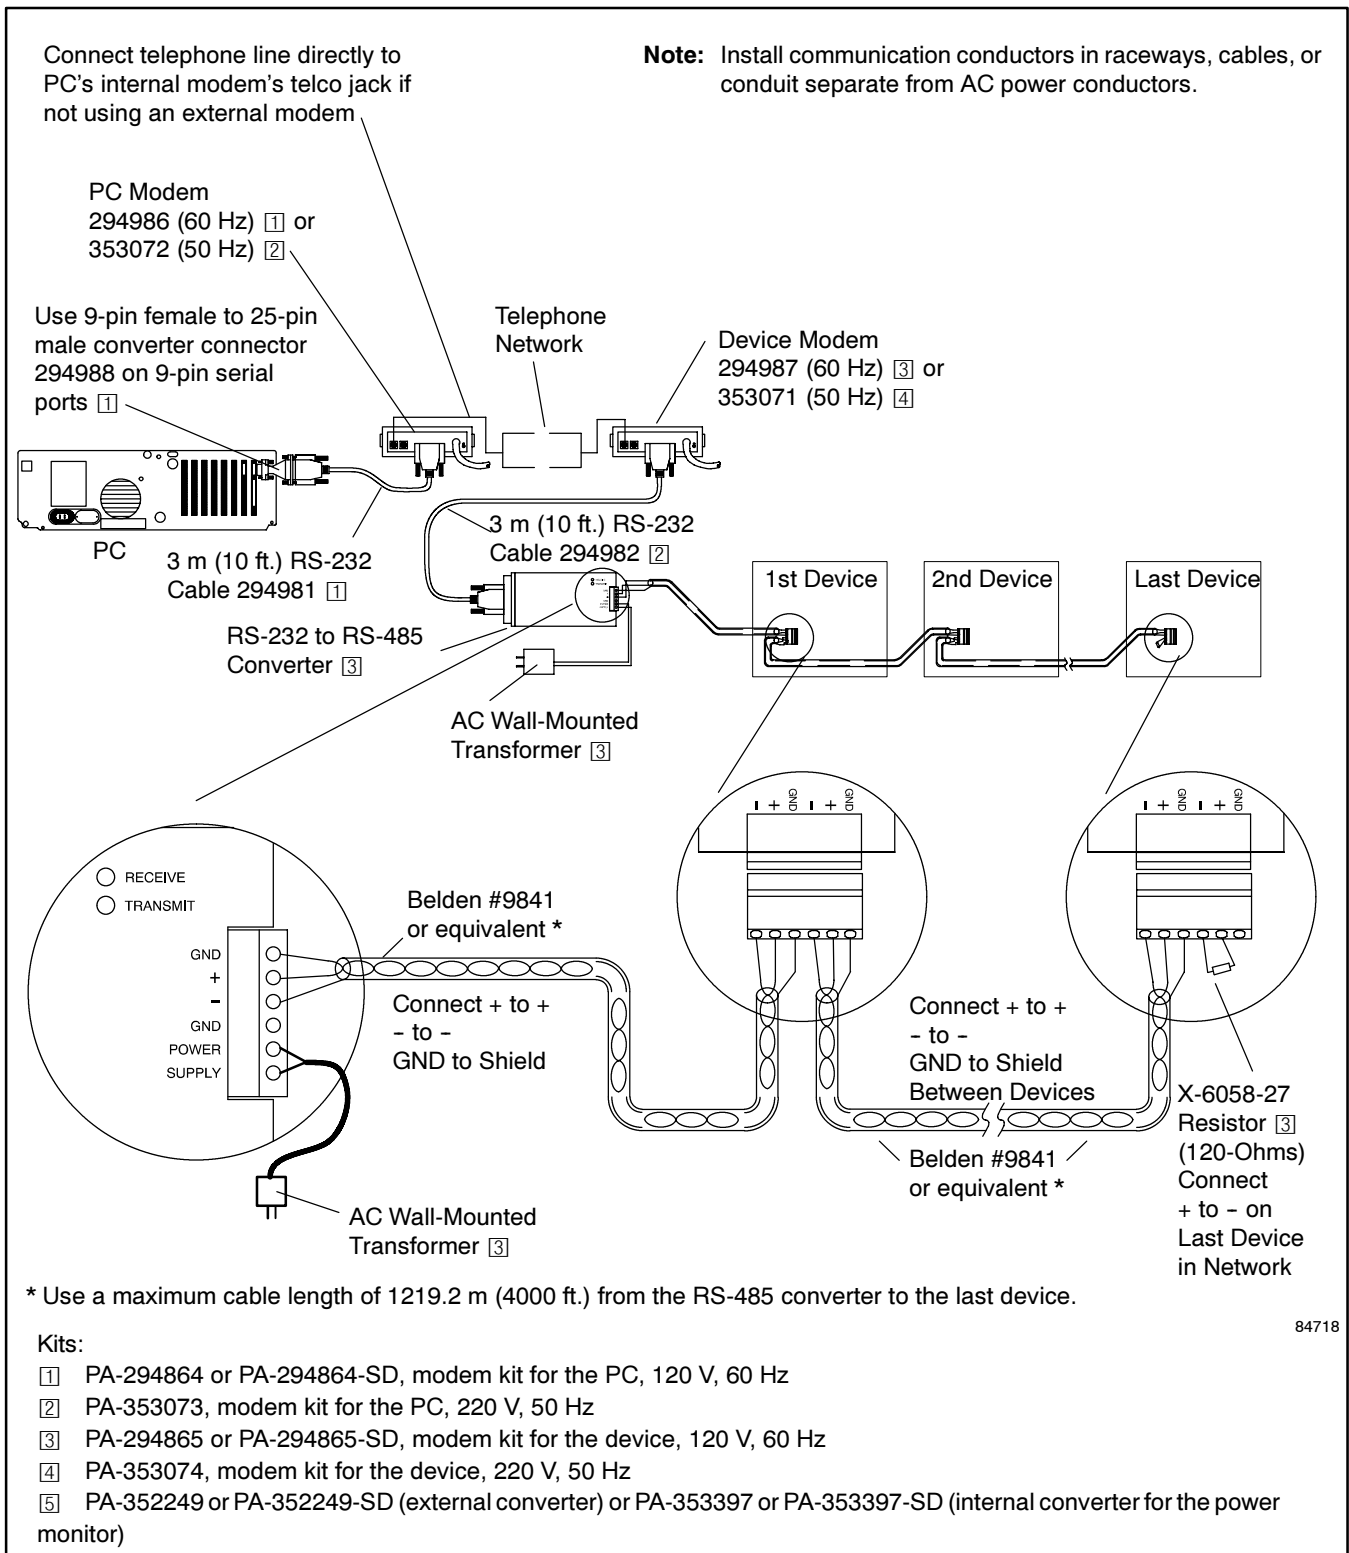 Connect telephone line directly to
PC's internal modem's telco jack if
not using an external modem
Note: Install communication conductors in raceways, cables, or
conduit separate from AC power conductors.
PC Modem
294986 (60 Hz) 1 or
353072 (50 Hz) 2
Use 9-pin female to 25-pin
male converter connector
294988 on 9-pin serial
ports 1
Telephone
Network
Device Modem
294987 (60 Hz) 3 or
353071 (50 Hz) 4
PC
3 m (10 ft.) RS-232
Cable 294981 1
3 m (10 ft.) RS-232
Cable 294982 2
1st Device
2nd Device
Last Device
RS-232 to RS-485
Converter 3
AC Wall-Mounted
Transformer 3
RECEIVE
TRANSMIT
GND
+
-
GND
POWER
SUPPLY
Belden #9841
or equivalent *
Connect + to +
- to -
GND to Shield
- + GND - + GND
- + GND - + GND
Connect + to +
- to -
GND to Shield
Between Devices
Belden #9841
or equivalent *
X-6058-27
Resistor 3
(120-Ohms)
Connect
+ to - on
Last Device
in Network
AC Wall-Mounted
Transformer 3
* Use a maximum cable length of 1219.2 m (4000 ft.) from the RS-485 converter to the last device.
84718
Kits:
1 PA-294864 or PA-294864-SD, modem kit for the PC, 120 V, 60 Hz
2 PA-353073, modem kit for the PC, 220 V, 50 Hz
3 PA-294865 or PA-294865-SD, modem kit for the device, 120 V, 60 Hz
4 PA-353074, modem kit for the device, 220 V, 50 Hz
5 PA-352249 or PA-352249-SD (external converter) or PA-353397 or PA-353397-SD (internal converter for the power
monitor)